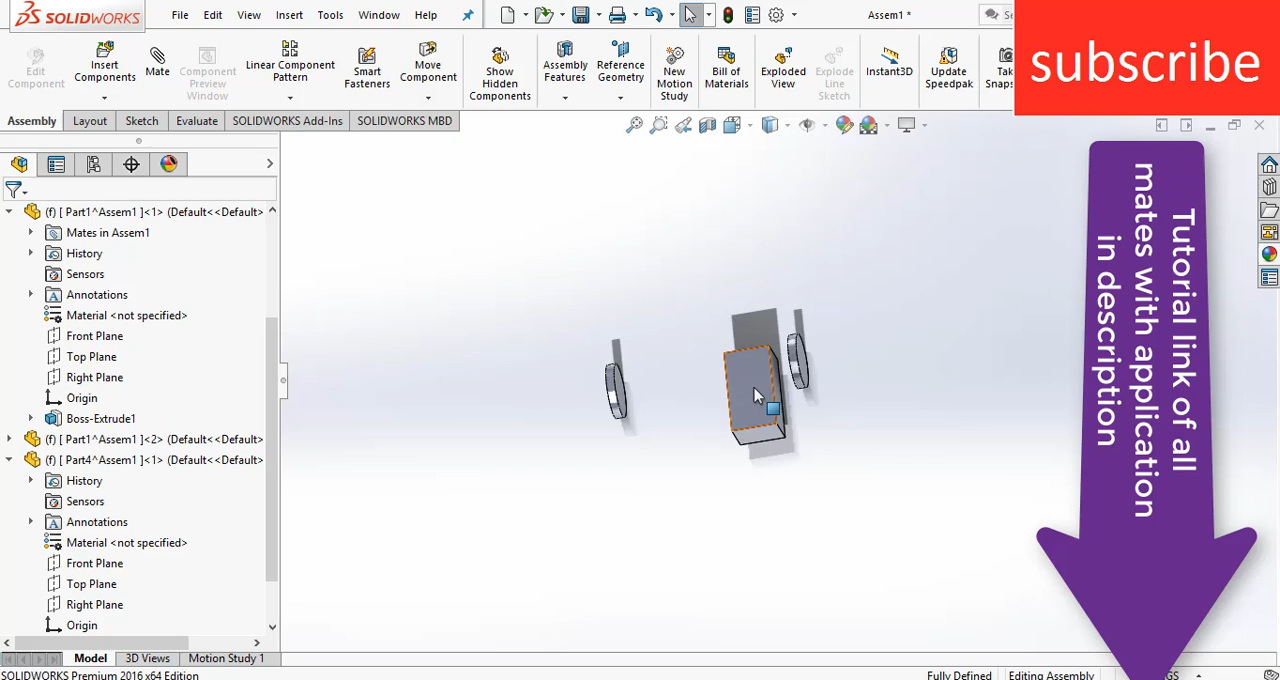 SOLIDWORKS File Edit View Insert Tools Window Help Assem1 *
subscribe
Edit Component
Insert Components
Mate
Component Preview Window
Linear Component Pattern
Smart Fasteners
Move Component
Show Hidden Components
Assembly Features
Reference Geometry
New Motion Study
Bill of Materials
Exploded View
Explode Line Sketch
Instant3D
Update Speedpak
Assembly Layout Sketch Evaluate SOLIDWORKS Add-Ins SOLIDWORKS MBD
(f) [ Part1^Assem1 ]<1> (Default<<Default>
Mates in Assem1
History
Sensors
Annotations
Material <not specified>
Front Plane
Top Plane
Right Plane
Origin
Boss-Extrude1
(f) [ Part1^Assem1 ]<2> (Default<<Default>
(f) [ Part4^Assem1 ]<1> (Default<<Default>
History
Sensors
Annotations
Material <not specified>
Front Plane
Top Plane
Right Plane
Origin
Tutorial link of all
mates with application
in description
Model 3D Views Motion Study 1
SOLIDWORKS Premium 2016 x64 Edition Fully Defined Editing Assembly